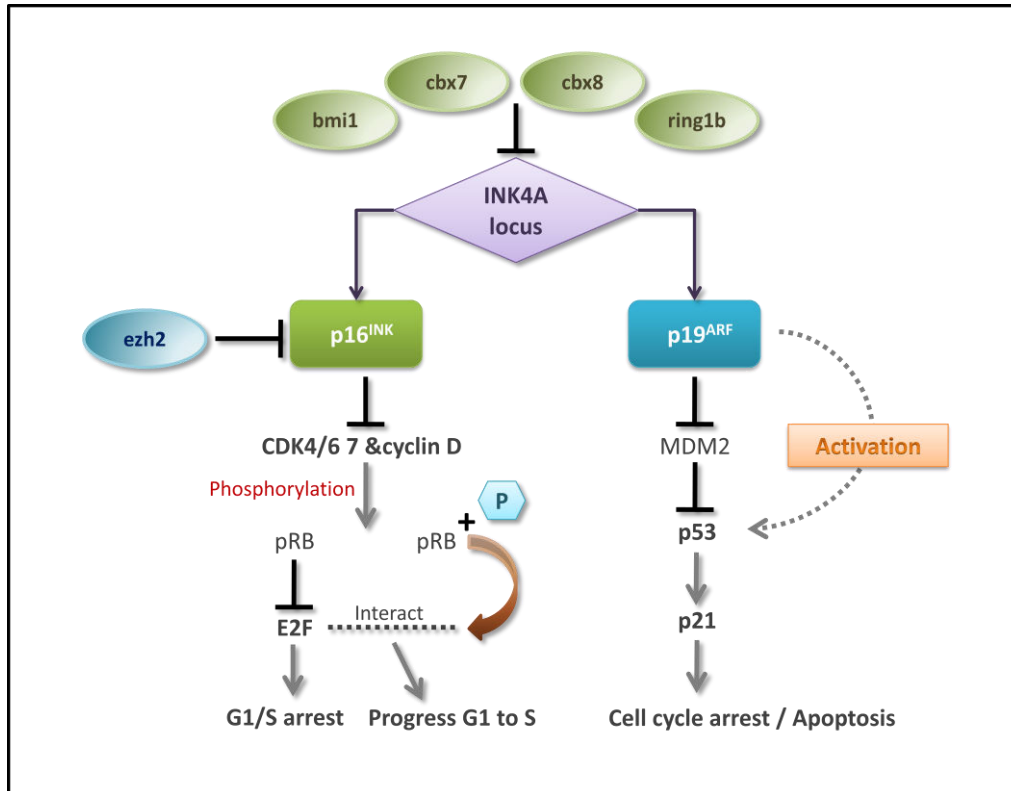 cbx7
cbx8
bmi1
ring1b
INK4A
locus
ezh2
p16INK
p19ARF
CDK4/6 7 &cyclin D
MDM2
Activation
Phosphorylation
P
pRB
+
pRB
p53
Interact
E2F
p21
G1/S arrest
Progress G1 to S
Cell cycle arrest / Apoptosis